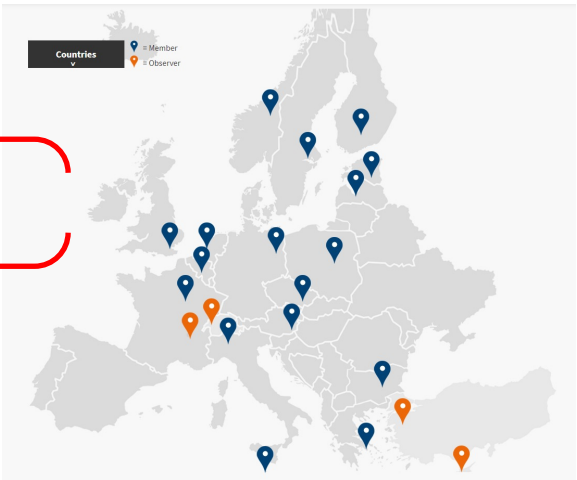 Countries
v
= Member
= Observer